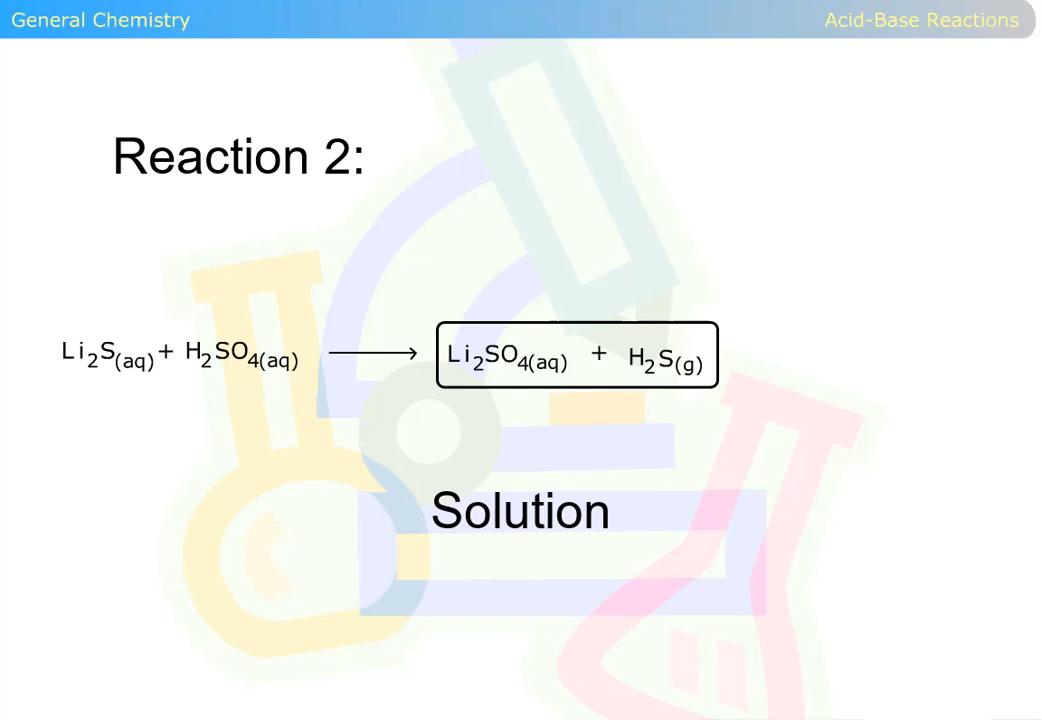 General Chemistry Acid-Base Reactions
Reaction 2:
Li₂S(aq) + H₂SO₄(aq) ⟶ Li₂SO₄(aq) + H₂S(g)
Solution